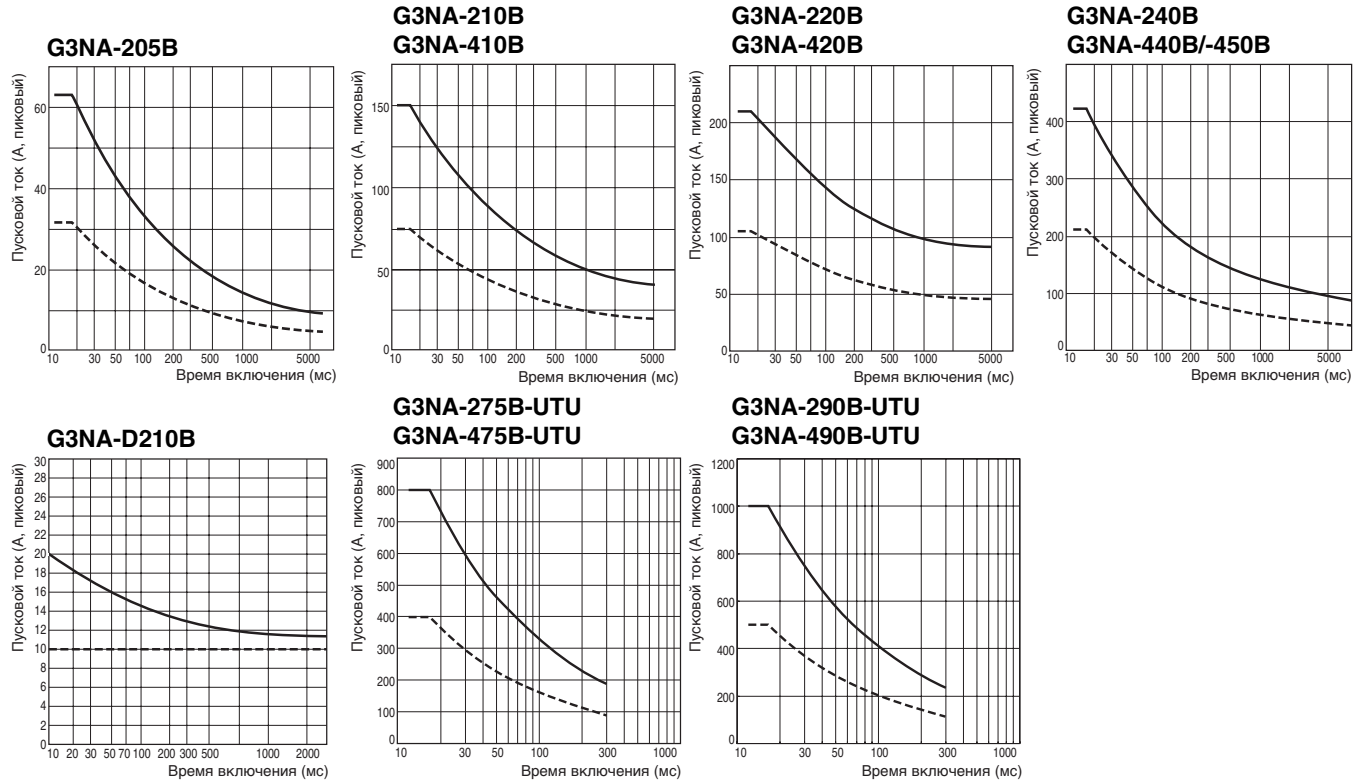 G3NA-205B
Пусковой ток (А, пиковый)
60
40
20
0
10 30 50 100 200 500 1000 5000
Время включения (мс)
G3NA-210B
G3NA-410B
Пусковой ток (А, пиковый)
150
100
50
0
10 30 50 100 200 500 1000 5000
Время включения (мс)
G3NA-220B
G3NA-420B
Пусковой ток (А, пиковый)
200
150
100
50
0
10 30 50 100 200 500 1000 5000
Время включения (мс)
G3NA-240B
G3NA-440B/-450B
Пусковой ток (А, пиковый)
400
300
200
100
0
10 30 50 100 200 500 1000 5000
Время включения (мс)
G3NA-D210B
Пусковой ток (А, пиковый)
30
28
26
24
22
20
18
16
14
12
10
8
6
4
2
0
10 20 30 50 70 100 200 300 500 1000 2000
Время включения (мс)
G3NA-275B-UTU
G3NA-475B-UTU
Пусковой ток (А, пиковый)
900
800
700
600
500
400
300
200
100
10 30 50 100 300 1000
Время включения (мс)
G3NA-290B-UTU
G3NA-490B-UTU
Пусковой ток (А, пиковый)
1200
1000
800
600
400
200
0
10 30 50 100 300 1000
Время включения (мс)